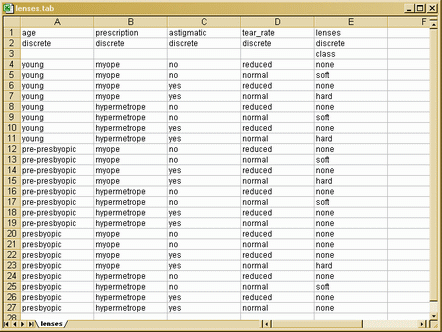 lenses.tab
A B C D E F
1 age prescription astigmatic tear_rate lenses
2 discrete discrete discrete discrete discrete
3 class
4 young myope no reduced none
5 young myope no normal soft
6 young myope yes reduced none
7 young myope yes normal hard
8 young hypermetrope no reduced none
9 young hypermetrope no normal soft
10 young hypermetrope yes reduced none
11 young hypermetrope yes normal hard
12 pre-presbyopic myope no reduced none
13 pre-presbyopic myope no normal soft
14 pre-presbyopic myope yes reduced none
15 pre-presbyopic myope yes normal hard
16 pre-presbyopic hypermetrope no reduced none
17 pre-presbyopic hypermetrope no normal soft
18 pre-presbyopic hypermetrope yes reduced none
19 pre-presbyopic hypermetrope yes normal none
20 presbyopic myope no reduced none
21 presbyopic myope no normal none
22 presbyopic myope yes reduced none
23 presbyopic myope yes normal hard
24 presbyopic hypermetrope no reduced none
25 presbyopic hypermetrope no normal soft
26 presbyopic hypermetrope yes reduced none
27 presbyopic hypermetrope yes normal none
28
lenses